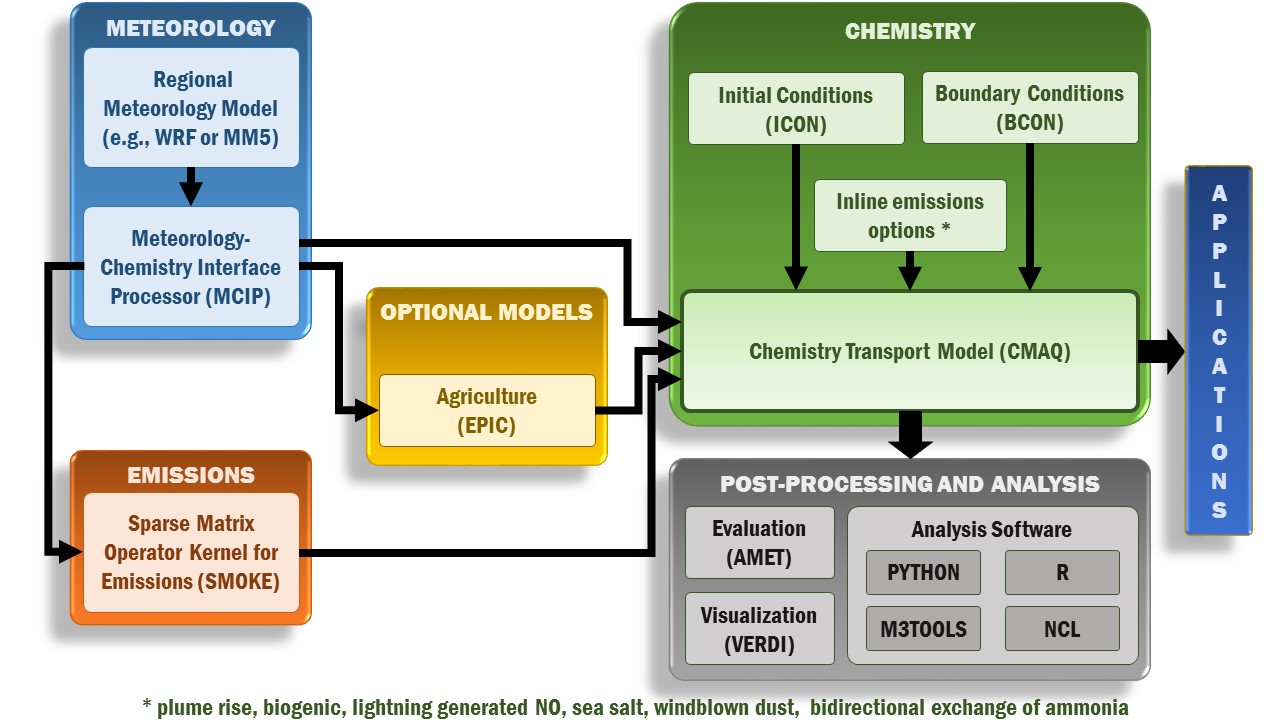 METEOROLOGY
Regional
Meteorology Model
(e.g., WRF or MM5)
Meteorology-
Chemistry Interface
Processor (MCIP)
OPTIONAL MODELS
Agriculture
(EPIC)
EMISSIONS
Sparse Matrix
Operator Kernel for
Emissions (SMOKE)
CHEMISTRY
Initial Conditions
(ICON)
Boundary Conditions
(BCON)
Inline emissions
options *
Chemistry Transport Model (CMAQ)
POST-PROCESSING AND ANALYSIS
Evaluation
(AMET)
Visualization
(VERDI)
Analysis Software
PYTHON
R
M3TOOLS
NCL
APPLICATIONS
* plume rise, biogenic, lightning generated NO, sea salt, windblown dust, bidirectional exchange of ammonia